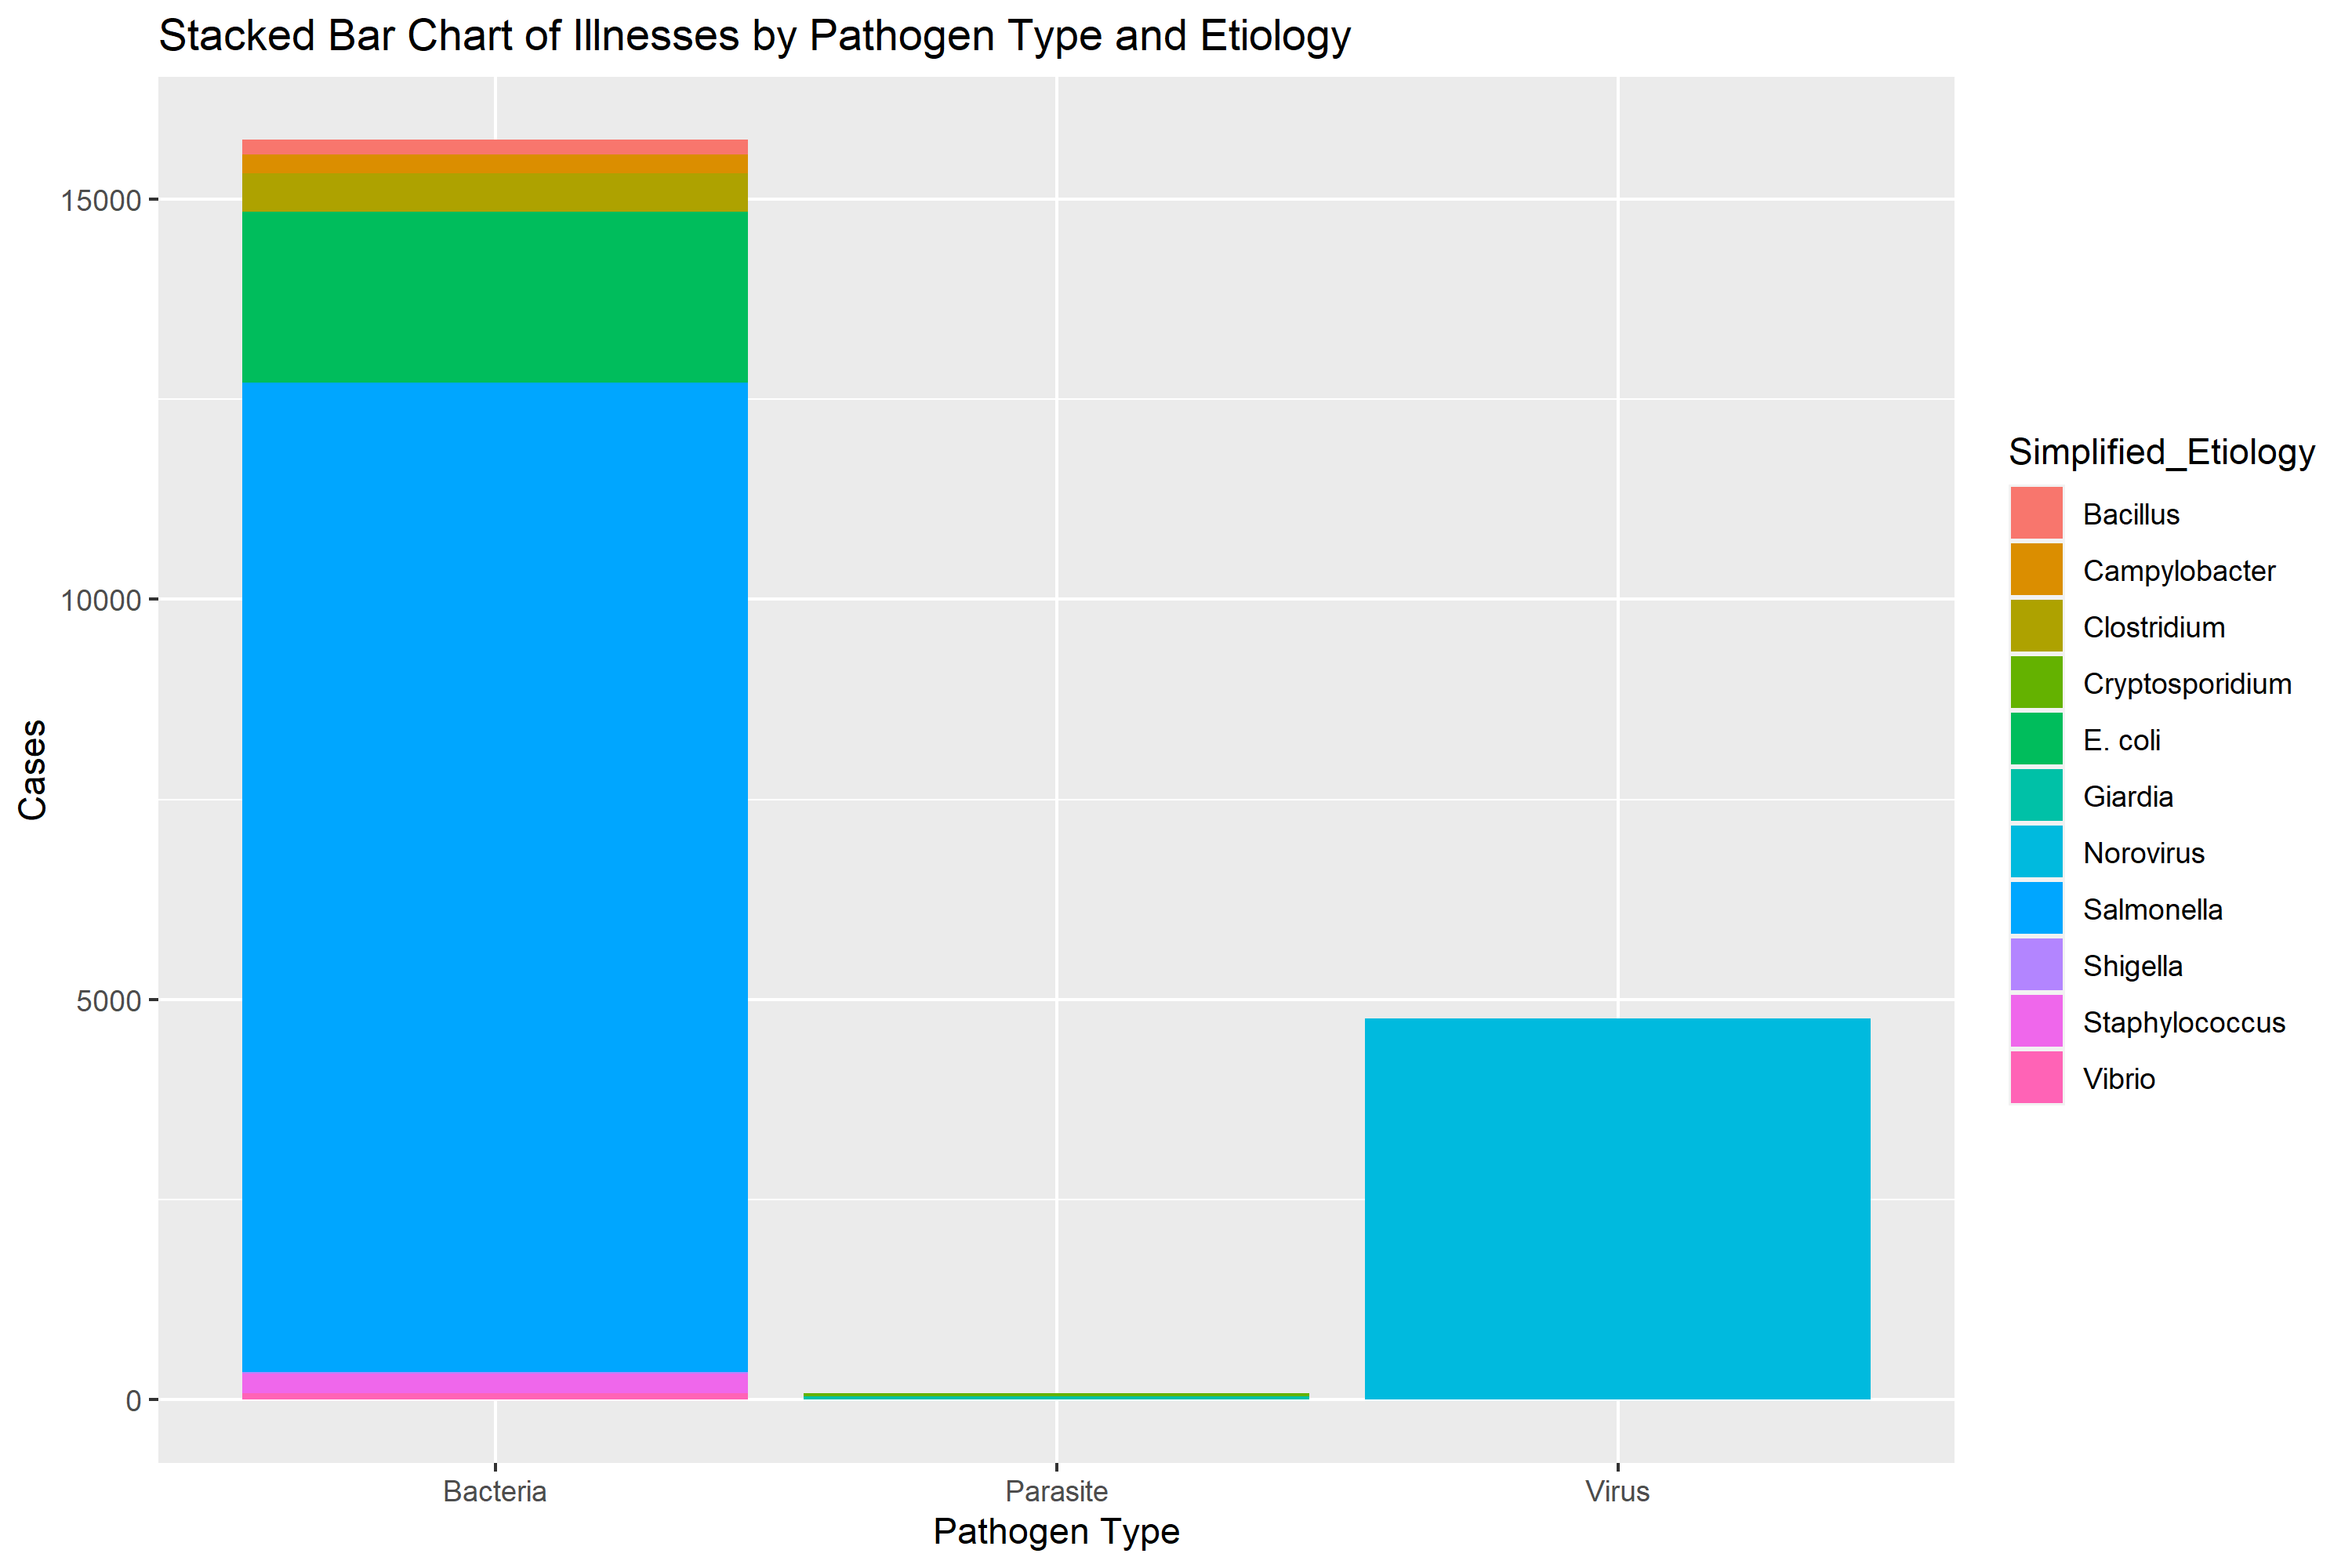 Stacked Bar Chart of Illnesses by Pathogen Type and Etiology
Cases
15000
10000
5000
0
Bacteria
Parasite
Virus
Pathogen Type
Simplified_Etiology
Bacillus
Campylobacter
Clostridium
Cryptosporidium
E. coli
Giardia
Norovirus
Salmonella
Shigella
Staphylococcus
Vibrio